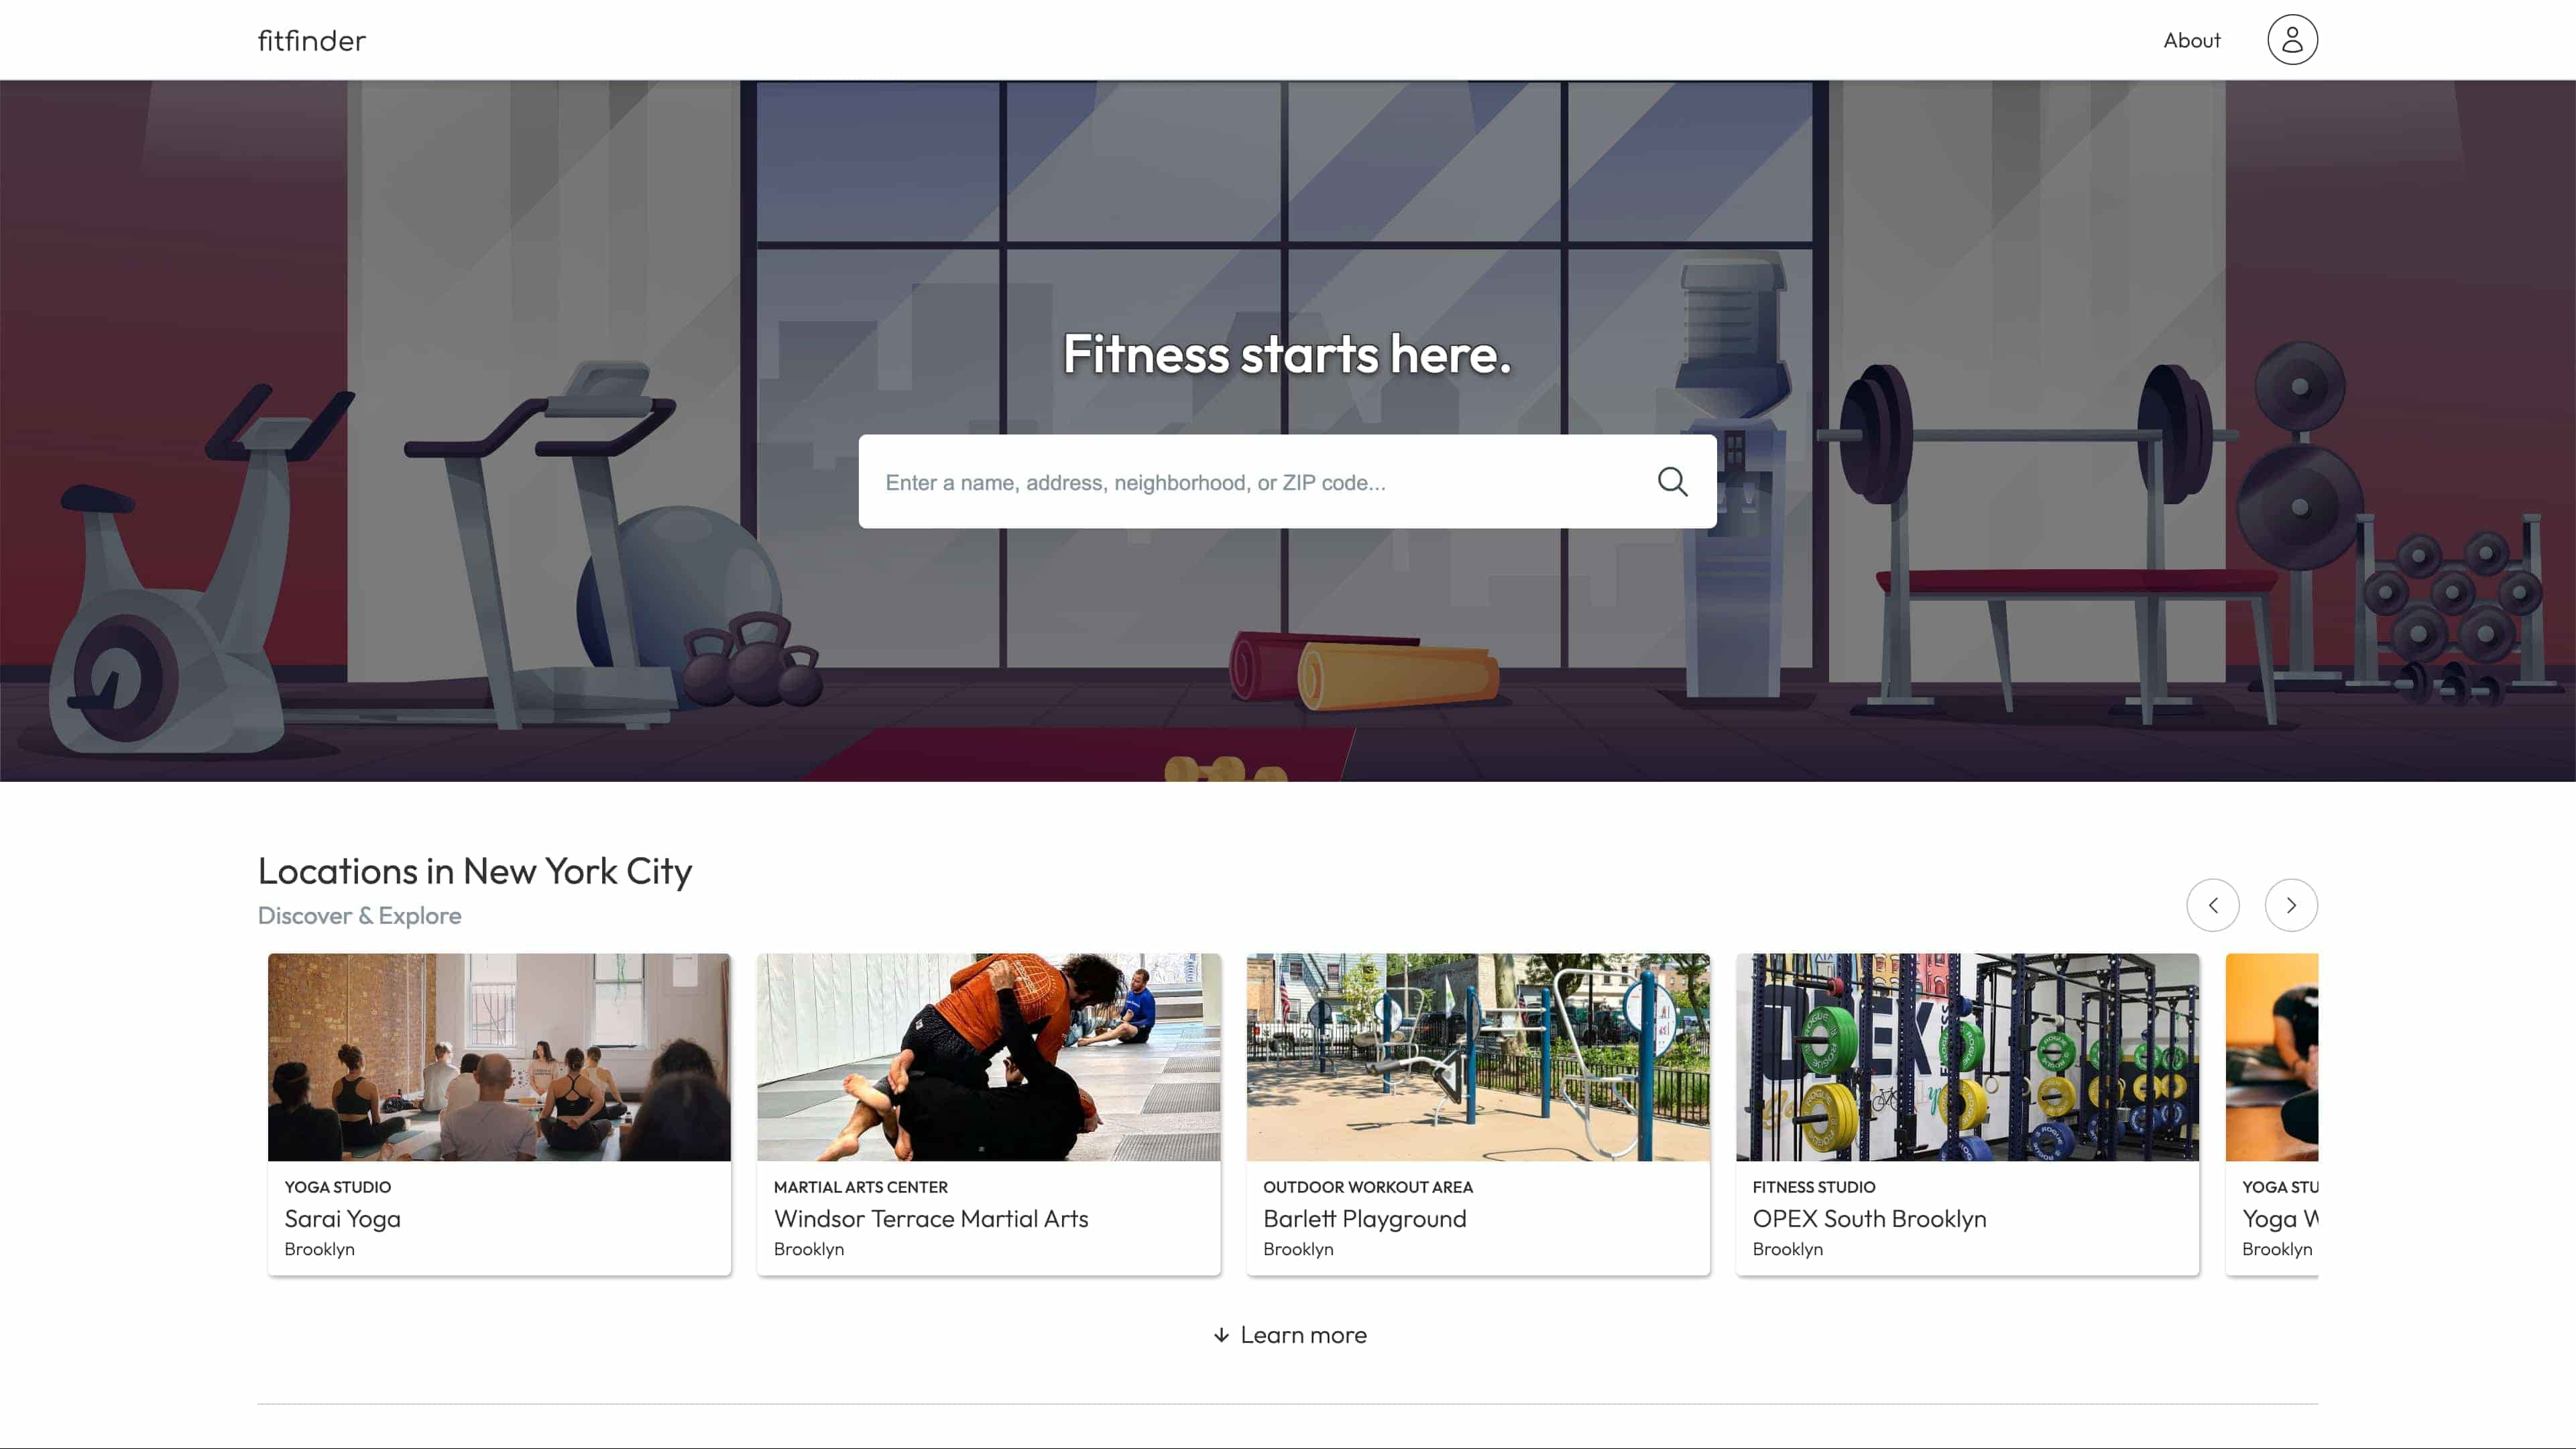 fitfinder
About
Fitness starts here.
Enter a name, address, neighborhood, or ZIP code...
Locations in New York City
Discover & Explore
YOGA STUDIO
Sarai Yoga
Brooklyn
MARTIAL ARTS CENTER
Windsor Terrace Martial Arts
Brooklyn
OUTDOOR WORKOUT AREA
Barlett Playground
Brooklyn
FITNESS STUDIO
OPEX South Brooklyn
Brooklyn
YOGA STU
Yoga
Brooklyn
Learn more